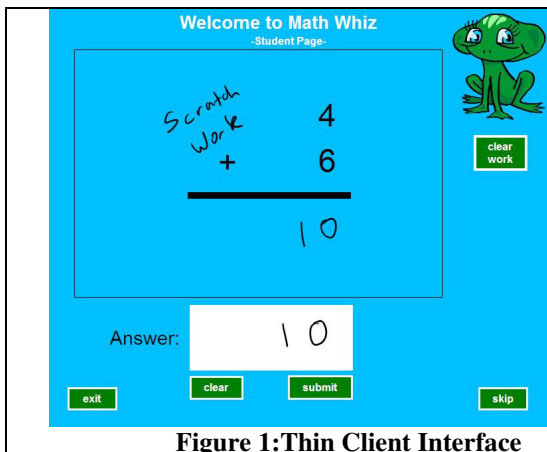 Welcome to Math Whiz
-Student Page-
Scratch
Work
4
+ 6
10
clear
work
Answer: 10
clear
submit
exit
skip
Figure 1:Thin Client Interface